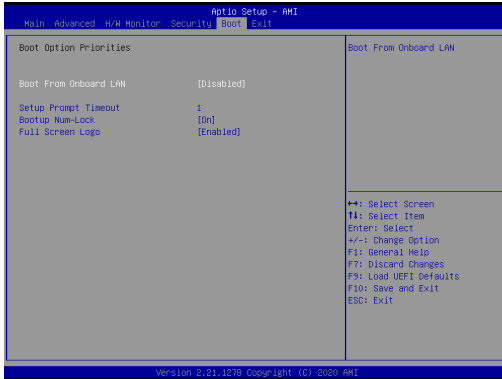 Aptio Setup - AMI
Main Advanced H/W Monitor Security Boot Exit
Boot Option Priorities
Boot From Onboard LAN [Disabled]
Setup Prompt Timeout 1
Bootup Num-Lock [On]
Full Screen Logo [Enabled]
Boot From Onboard LAN
↔: Select Screen
↑↓: Select Item
Enter: Select
+/-: Change Option
F1: General Help
F7: Discard Changes
F9: Load UEFI Defaults
F10: Save and Exit
ESC: Exit
Version 2.21.1278 Copyright (C) 2020 AMI